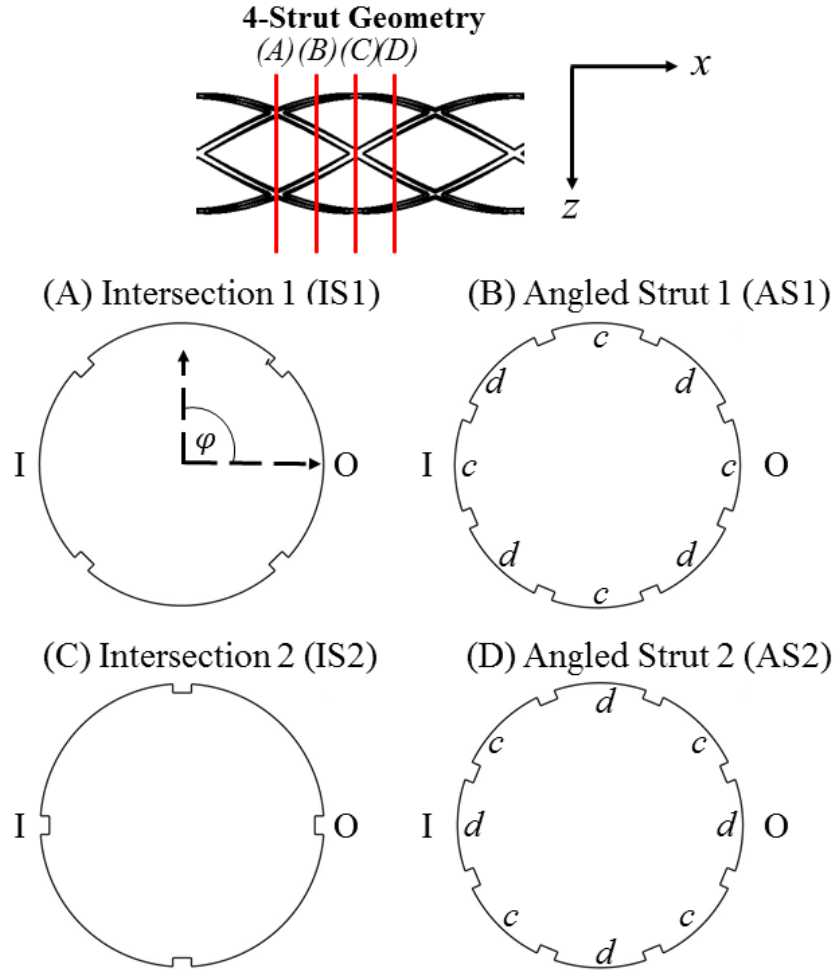 4-Strut Geometry
(A) (B) (C) (D)
x
z
(A) Intersection 1 (IS1)
(B) Angled Strut 1 (AS1)
I
φ
O
c
d
d
I
c
c
O
d
d
c
(C) Intersection 2 (IS2)
(D) Angled Strut 2 (AS2)
I
O
d
c
c
I
d
d
O
c
c
d